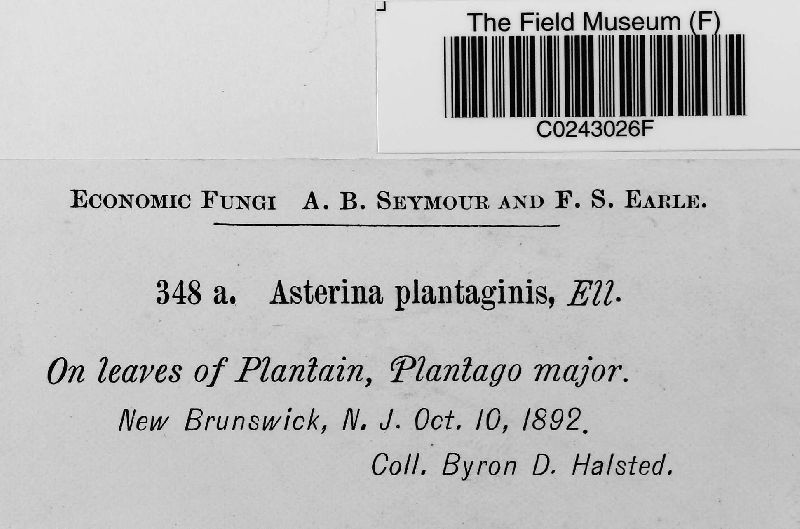 The Field Museum (F)
C0243026F
Economic Fungi A. B. Seymour and F. S. Earle.
348 a. Asterina plantaginis, Ell.
On leaves of Plantain, Plantago major.
New Brunswick, N. J. Oct. 10, 1892.
Coll. Byron D. Halsted.